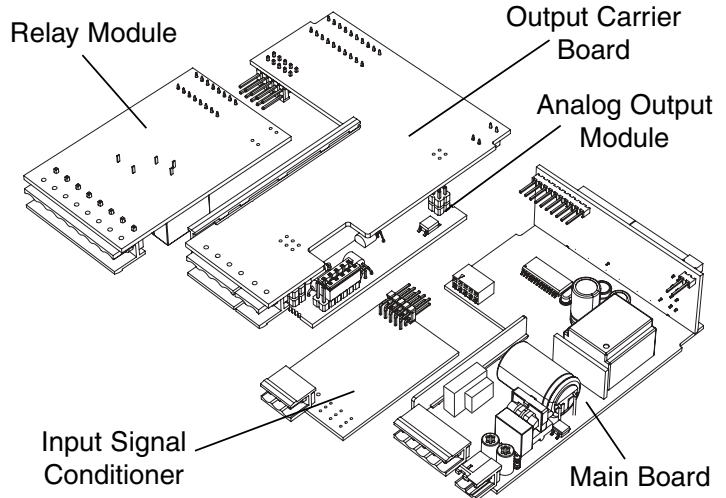 Relay Module
Output Carrier
Board
Analog Output
Module
Input Signal
Conditioner
Main Board